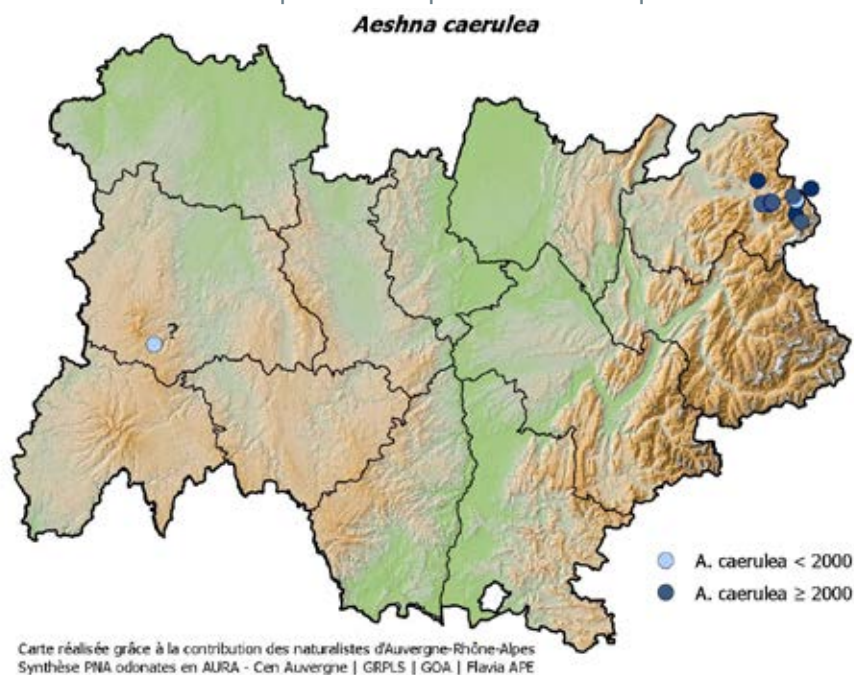 Aeshna caerulea
?
A. caerulea < 2000
A. caerulea ≥ 2000
Carte réalisée grâce à la contribution des naturalistes d'Auvergne-Rhône-Alpes
Synthèse PNA odonates en AURA - Cen Auvergne | GRPLS | GOA | Flavia APE